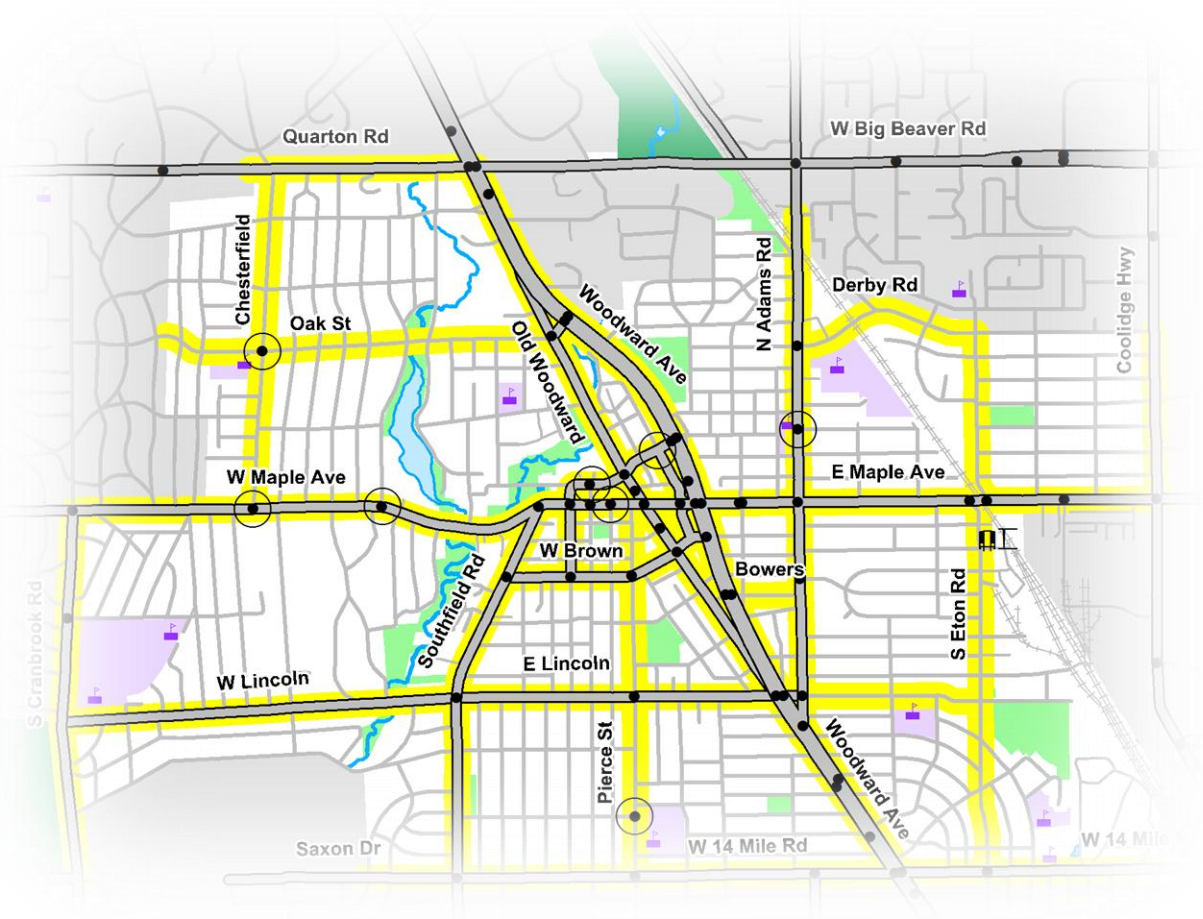 Quarton Rd
W Big Beaver Rd
Chesterfield
Oak St
Woodward Ave
Old Woodward
N Adams Rd
Derby Rd
Coolidge Hwy
W Maple Ave
E Maple Ave
W Brown
Bowers
Southfield Rd
S Eton Rd
S Cranbrook Rd
W Lincoln
E Lincoln
Pierce St
Woodward Ave
Saxon Dr
W 14 Mile Rd
W 14 Mile